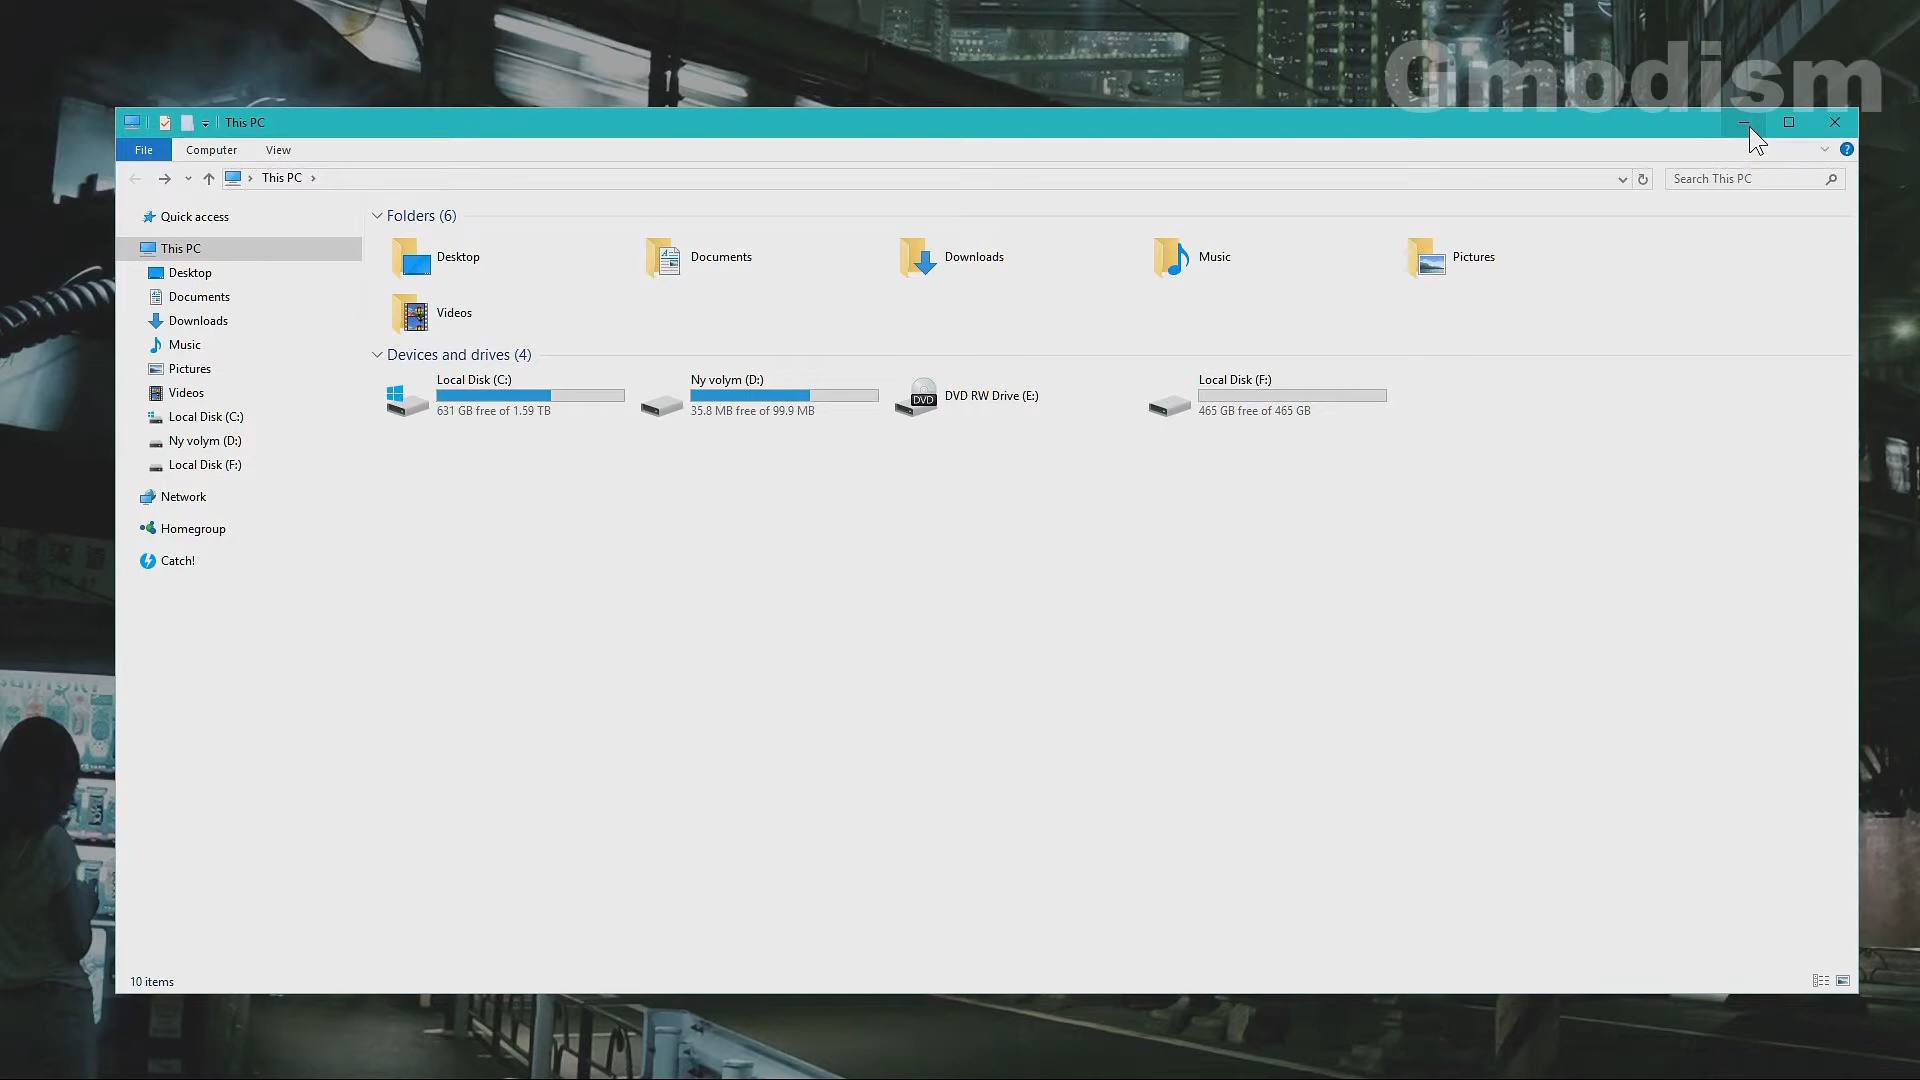 Gmodism
This PC
File Computer View
This PC
Search This PC
Quick access
This PC
Desktop
Documents
Downloads
Music
Pictures
Videos
Local Disk (C:)
Ny volym (D:)
Local Disk (F:)
Network
Homegroup
Catch!
Folders (6)
Desktop
Documents
Downloads
Music
Pictures
Videos
Devices and drives (4)
Local Disk (C:)
631 GB free of 1.59 TB
Ny volym (D:)
35.8 MB free of 99.9 MB
DVD
DVD RW Drive (E:)
Local Disk (F:)
465 GB free of 465 GB
10 items